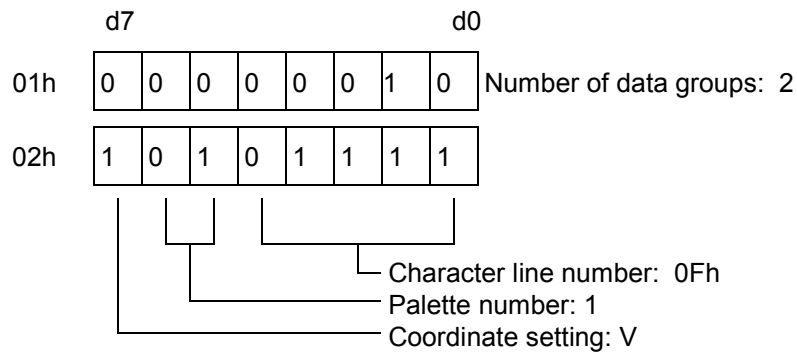 d7 d0
01h 0 0 0 0 0 0 1 0 Number of data groups: 2
02h 1 0 1 0 1 1 1 1
Character line number: 0Fh
Palette number: 1
Coordinate setting: V